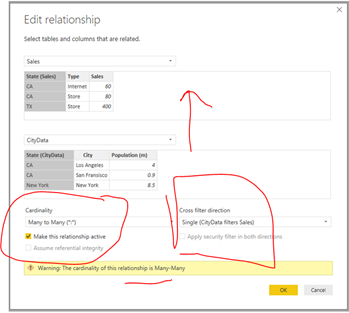 Edit relationship
Select tables and columns that are related.
Sales
State (Sales) Type Sales
CA Internet 60
CA Store 80
TX Store 400
CityData
State (CityData) City Population (m)
CA Los Angeles 4
CA San Fransisco 0.9
New York New York 8.5
Cardinality Cross filter direction
Many to Many (*:*) Single (CityData filters Sales)
Make this relationship active Apply security filter in both directions
Assume referential integrity
Warning: The cardinality of this relationship is Many-Many
OK Cancel